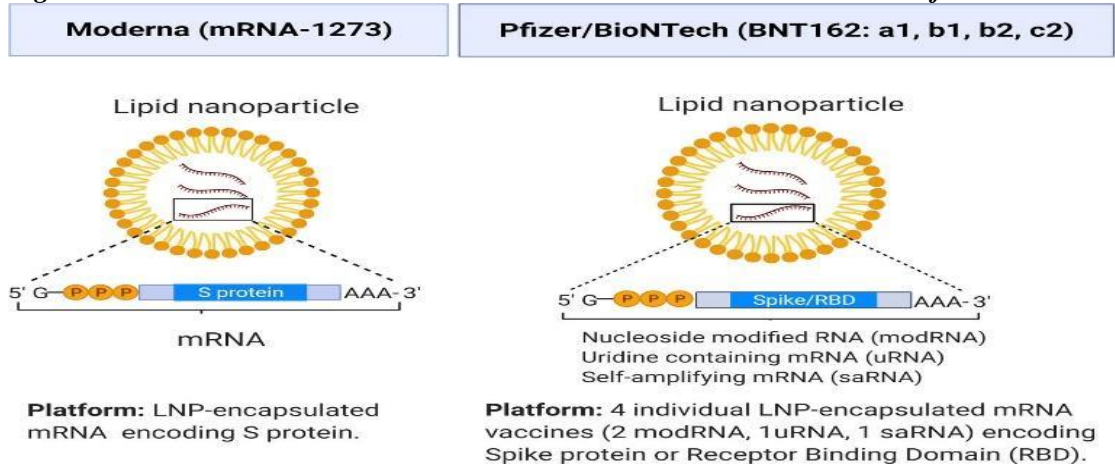 Moderna (mRNA-1273)
Lipid nanoparticle
5' G P P P S protein AAA-3'
mRNA
Platform: LNP-encapsulated
mRNA encoding S protein.
Pfizer/BioNTech (BNT162: a1, b1, b2, c2)
Lipid nanoparticle
5' G P P P Spike/RBD AAA-3'
Nucleoside modified RNA (modRNA)
Uridine containing mRNA (uRNA)
Self-amplifying mRNA (saRNA)
Platform: 4 individual LNP-encapsulated mRNA
vaccines (2 modRNA, 1uRNA, 1 saRNA) encoding
Spike protein or Receptor Binding Domain (RBD).